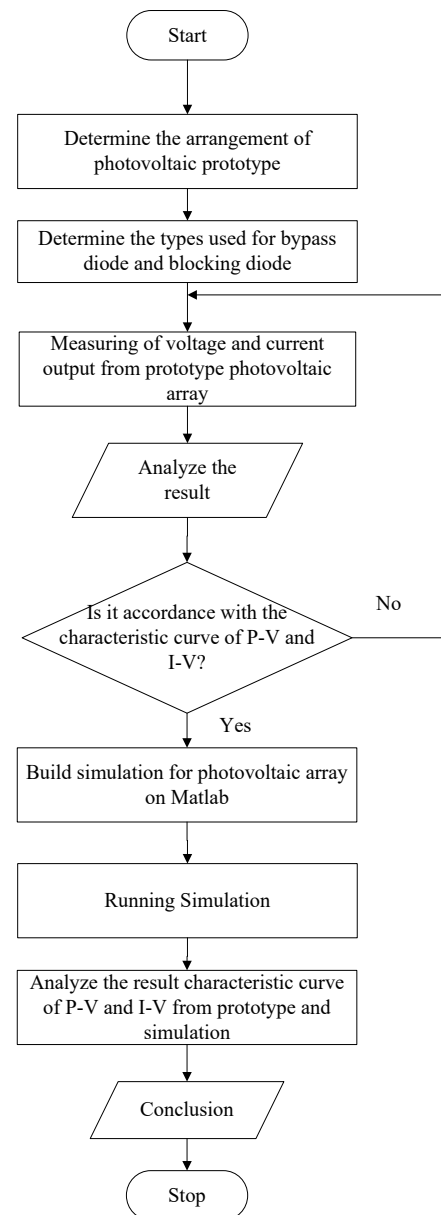 Start
Determine the arrangement of
photovoltaic prototype
Determine the types used for bypass
diode and blocking diode
Measuring of voltage and current
output from prototype photovoltaic
array
Analyze the
result
Is it accordance with the
characteristic curve of P-V and
I-V?
No
Yes
Build simulation for photovoltaic array
on Matlab
Running Simulation
Analyze the result characteristic curve
of P-V and I-V from prototype and
simulation
Conclusion
Stop